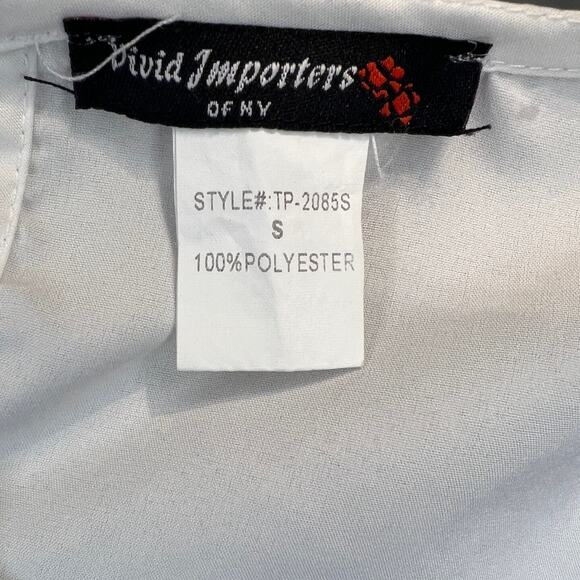 Vivid Importers
OF NY
STYLE#:TP-2085S
S
100%POLYESTER